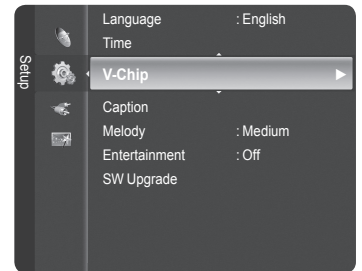 Setup
Language : English
Time
V-Chip
Caption
Melody : Medium
Entertainment : Off
SW Upgrade